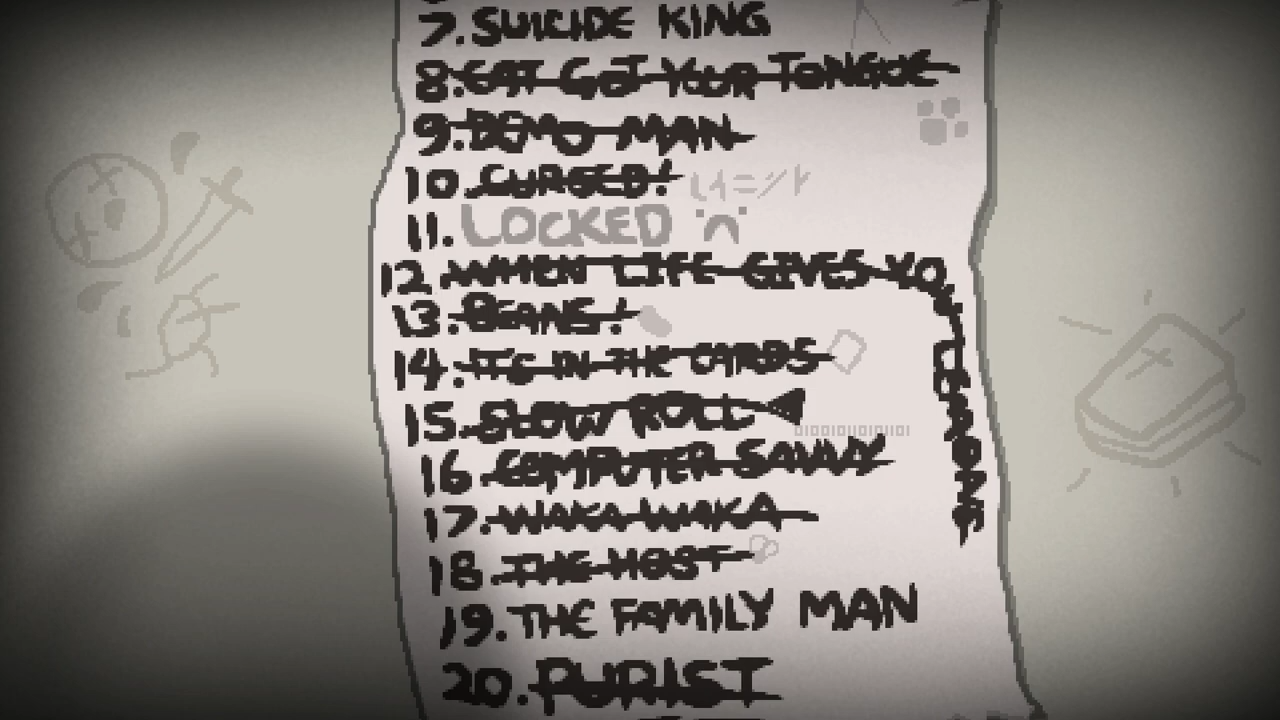 7. SUICIDE KING
8. CAT GOT YOUR TONGUE
9. DEMO MAN
10. CURSED!
11. LOCKED :(
12 WHEN LIFE GIVES YOU LEMONS
13. BEANS!
14. IT'S IN THE CARDS
15. SLOW ROLL
0100101101011101
16 COMPUTER SAVVY
17. WAKA WAKA
18. THE HOST
19. THE FAMILY MAN
20. PURIST